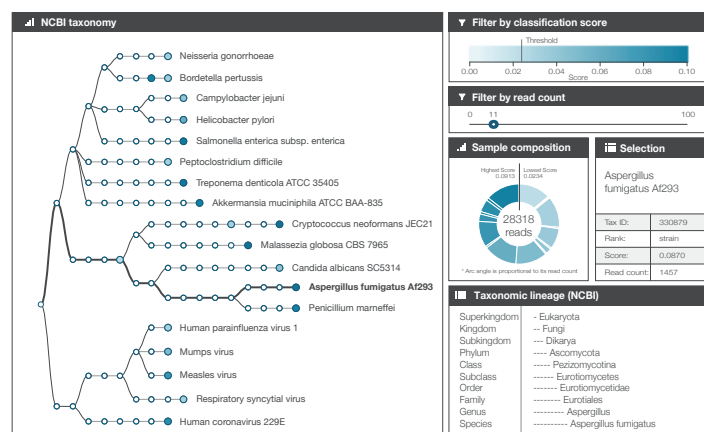 NCBI taxonomy
Neisseria gonorrhoeae
Bordetella pertussis
Campylobacter jejuni
Helicobacter pylori
Salmonella enterica subsp. enterica
Peptoclostridium difficile
Treponema denticola ATCC 35405
Akkermansia muciniphila ATCC BAA-835
Cryptococcus neoformans JEC21
Malassezia globosa CBS 7965
Candida albicans SC5314
Aspergillus fumigatus Af293
Penicillium marneffei
Human parainfluenza virus 1
Mumps virus
Measles virus
Respiratory syncytial virus
Human coronavirus 229E
Filter by classification score
Threshold
0.00 0.02 0.04 0.06 0.08 0.10
Score
Filter by read count
0 11 100
Sample composition
Highest Score Lowest Score
0.0913 0.0234
28318
reads
* Arc angle is proportional to its read count
Selection
Aspergillus
fumigatus Af293
Tax ID: 330879
Rank: strain
Score: 0.0870
Read count: 1457
Taxonomic lineage (NCBI)
Superkingdom - Eukaryota
Kingdom -- Fungi
Subkingdom --- Dikarya
Phylum ---- Ascomycota
Class ----- Pezizomycotina
Subclass ------ Eurotiomycetes
Order ------- Eurotiomycetidae
Family -------- Eurotiales
Genus --------- Aspergillus
Species ---------- Aspergillus fumigatus